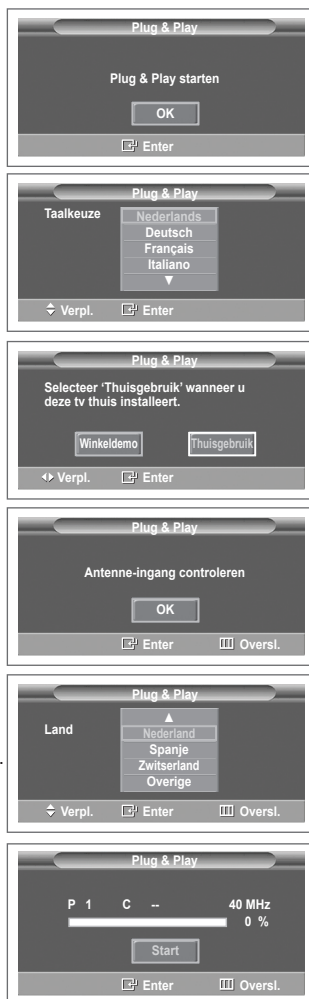 Plug & Play
Plug & Play starten
OK
Enter
Plug & Play
Taalkeuze
Nederlands
Deutsch
Français
Italiano
▼
Verpl. Enter
Plug & Play
Selecteer ‘Thuisgebruik’ wanneer u
deze tv thuis installeert.
Winkeldemo Thuisgebruik
Verpl. Enter
Plug & Play
Antenne-ingang controleren
OK
Enter Oversl.
Plug & Play
▲
Land
Nederland
Spanje
Zwitserland
Overige
Verpl. Enter Oversl.
Plug & Play
P 1 C -- 40 MHz
0 %
Start
Enter Oversl.